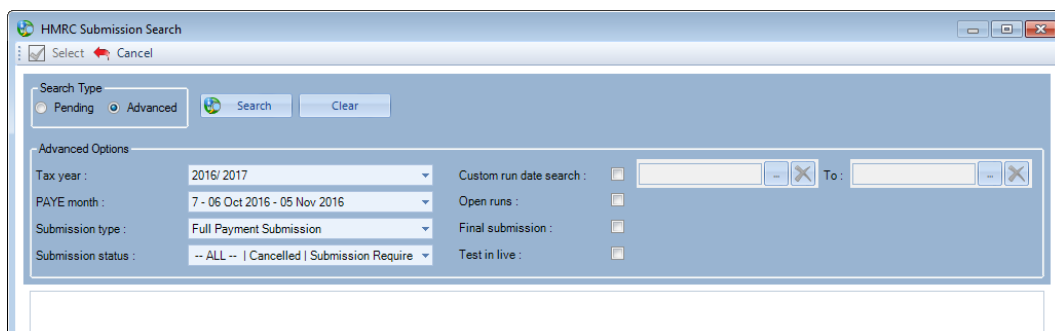 HMRC Submission Search
Select Cancel
Search Type
Pending Advanced Search Clear
Advanced Options
Tax year : 2016/ 2017 Custom run date search : ... To : ...
PAYE month : 7 - 06 Oct 2016 - 05 Nov 2016 Open runs :
Submission type : Full Payment Submission Final submission :
Submission status : -- ALL -- | Cancelled | Submission Require Test in live :